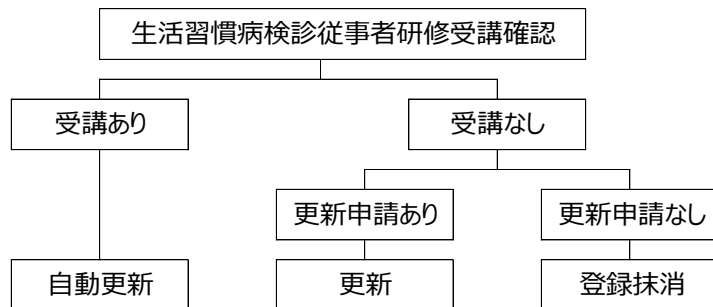 生活習慣病検診従事者研修受講確認
受講あり
受講なし
更新申請あり
更新申請なし
自動更新
更新
登録抹消